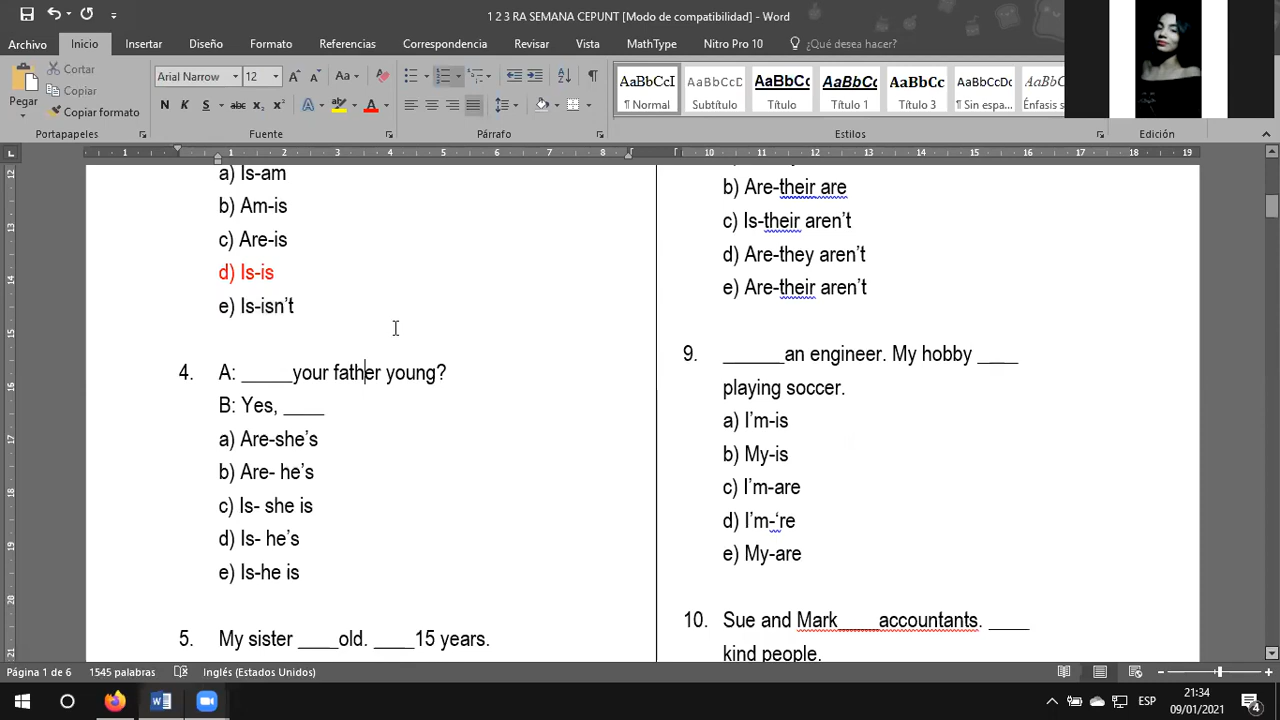 1 2 3 RA SEMANA CEPUNT [Modo de compatibilidad] - Word
Archivo Inicio Insertar Diseño Formato Referencias Correspondencia Revisar Vista MathType Nitro Pro 10 ¿Qué desea hacer?
Pegar
Cortar
Copiar
Copiar formato
Arial Narrow 12
N K S abc x₂ x²
AaBbCcI AaBbCcD AaBbCc AaBbCc AaBbCc AaBbCcDc AaBbCc
¶ Normal Subtítulo Título Título 1 Título 3 ¶ Sin espa... Énfasis s
Portapapeles Fuente Párrafo Estilos Edición
a) Is-am
b) Am-is
c) Are-is
d) Is-is
e) Is-isn’t
4. A: _____your father young?
B: Yes, ____
a) Are-she’s
b) Are- he’s
c) Is- she is
d) Is- he’s
e) Is-he is
5. My sister ____old. ____15 years.
b) Are-their are
c) Is-their aren’t
d) Are-they aren’t
e) Are-their aren’t
9. ______an engineer. My hobby ____
playing soccer.
a) I’m-is
b) My-is
c) I’m-are
d) I’m-‘re
e) My-are
10. Sue and Mark____accountants. ____
kind people.
Página 1 de 6 1545 palabras Inglés (Estados Unidos) 100 %
ESP
21:34
09/01/2021
4